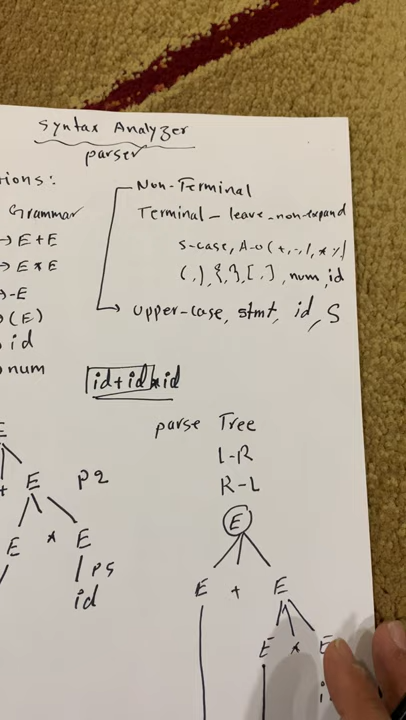 Syntax Analyzer
parser
ions:
Non-Terminal
Grammar
Terminal - leave-non-expand
→ E + E
s-case, A-o (+,-,/,*,%)
→ E * E
(,), {,}, [,], num, id
→ -E
→ (E)
upper-case, stmt, id, S
id
num
id+id*id
parse Tree
L-R
R-L
E
+ E P2
E * E
P5
id
E
E + E
E * E
i